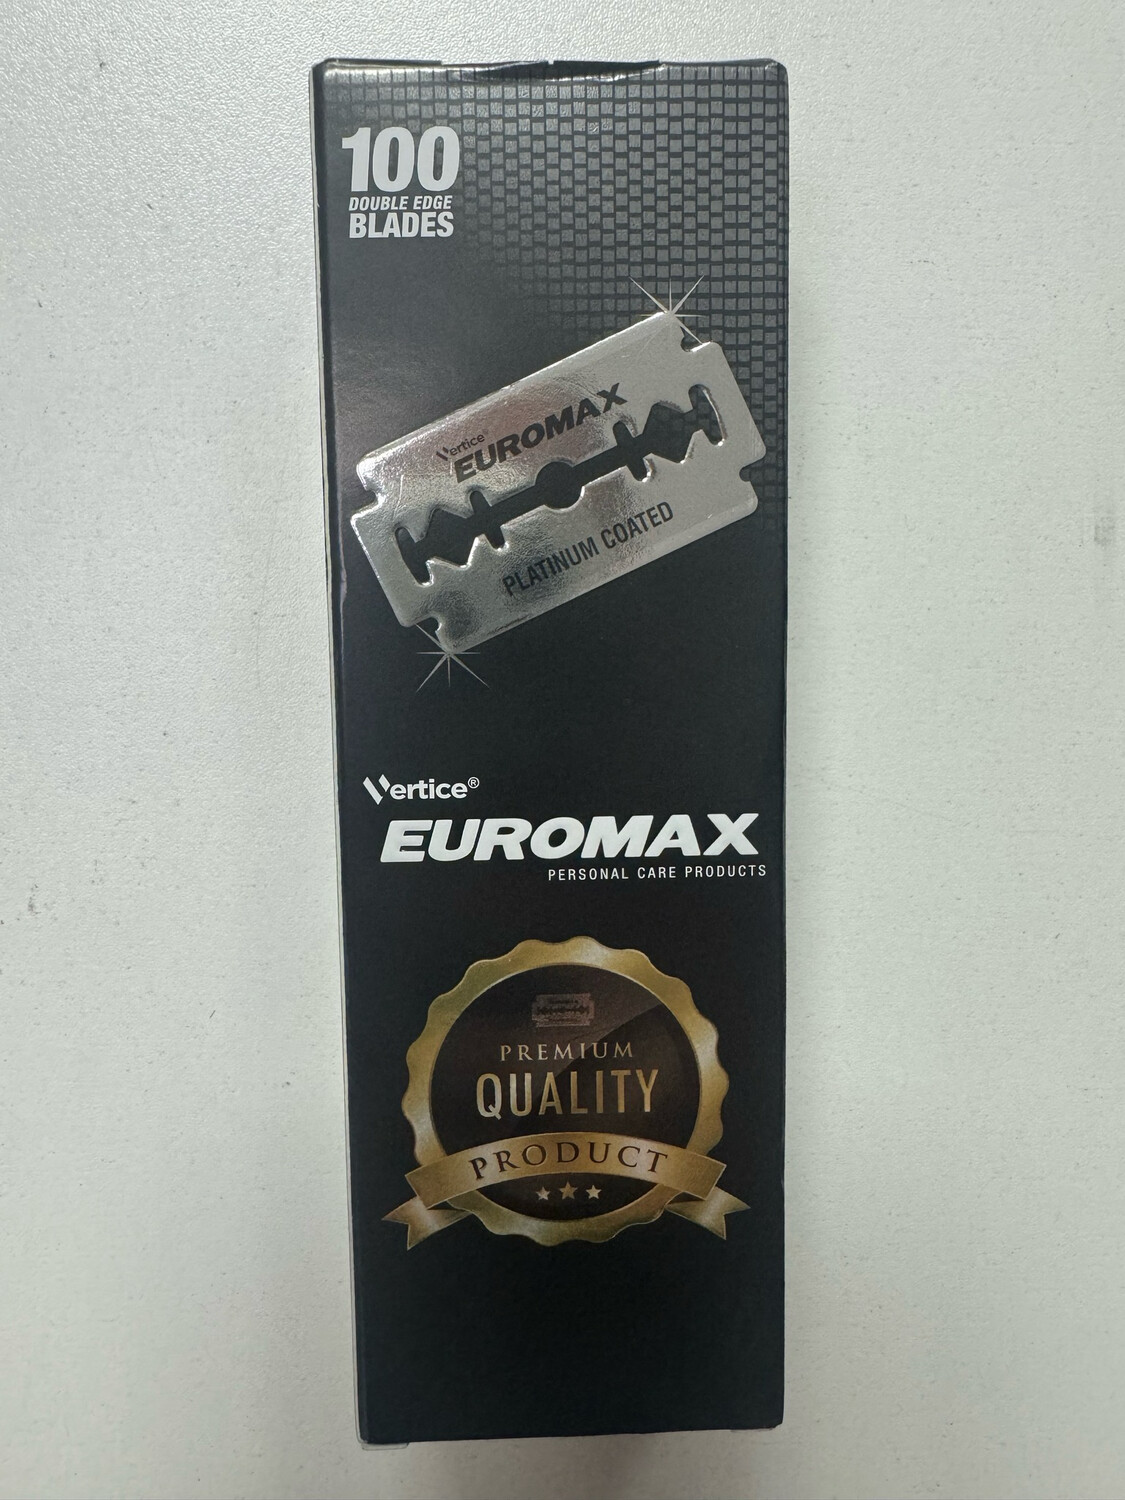 100
DOUBLE EDGE
BLADES
Vertice
EUROMAX
PLATINUM COATED
Vertice®
EUROMAX
PERSONAL CARE PRODUCTS
PREMIUM
QUALITY
PRODUCT